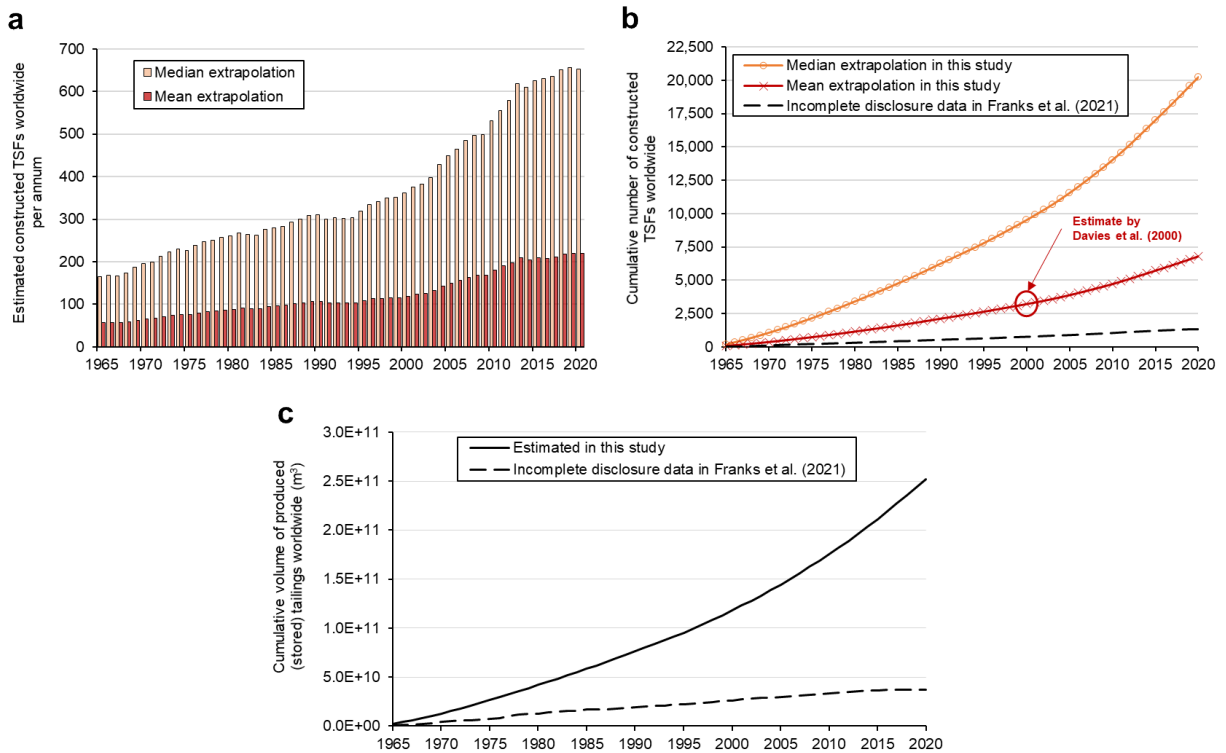 a
700
600
500
400
300
200
100
0
Estimated constructed TSFs worldwide
per annum
Median extrapolation
Mean extrapolation
1965 1970 1975 1980 1985 1990 1995 2000 2005 2010 2015 2020
b
22,500
20,000
17,500
15,000
12,500
10,000
7,500
5,000
2,500
0
Cumulative number of constructed
TSFs worldwide
Median extrapolation in this study
Mean extrapolation in this study
Incomplete disclosure data in Franks et al. (2021)
Estimate by
Davies et al. (2000)
1965 1970 1975 1980 1985 1990 1995 2000 2005 2010 2015 2020
c
3.0E+11
2.5E+11
2.0E+11
1.5E+11
1.0E+11
5.0E+10
0.0E+00
Cumulative volume of produced
(stored) tailings worldwide (m³)
Estimated in this study
Incomplete disclosure data in Franks et al. (2021)
1965 1970 1975 1980 1985 1990 1995 2000 2005 2010 2015 2020